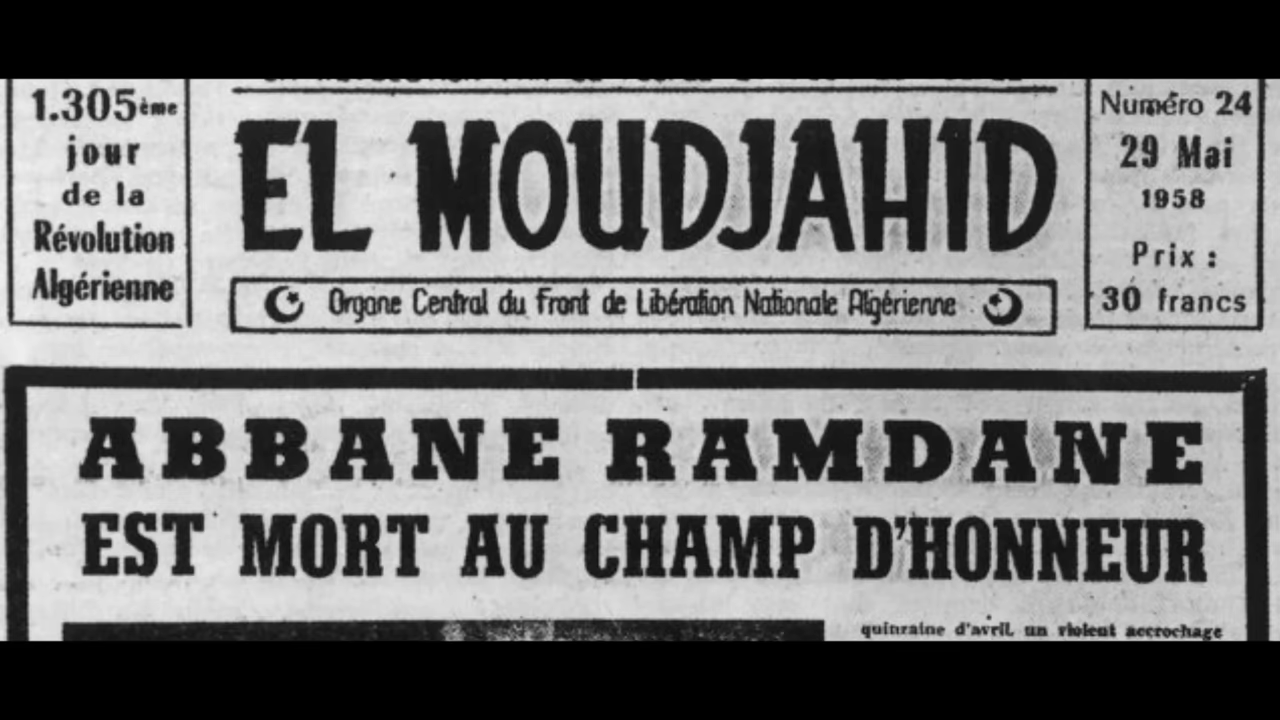 1.305ème
jour
de la
Révolution
Algérienne
EL MOUDJAHID
Organe Central du Front de Libération Nationale Algérienne
Numéro 24
29 Mai
1958
Prix :
30 francs
ABBANE RAMDANE
EST MORT AU CHAMP D'HONNEUR
quinzaine d'avril, un violent accrochage